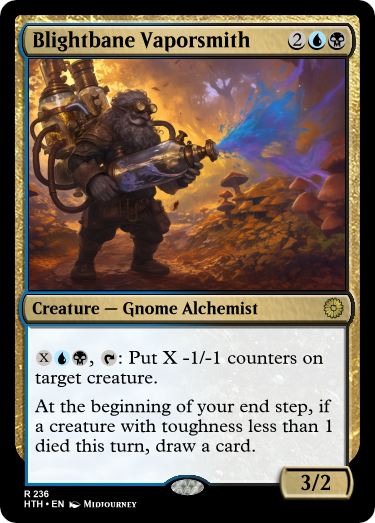 Blightbane Vaporsmith 2
Creature — Gnome Alchemist
X, : Put X -1/-1 counters on
target creature.
At the beginning of your end step, if
a creature with toughness less than 1
died this turn, draw a card.
3/2
R 236
HTH • EN Midjourney